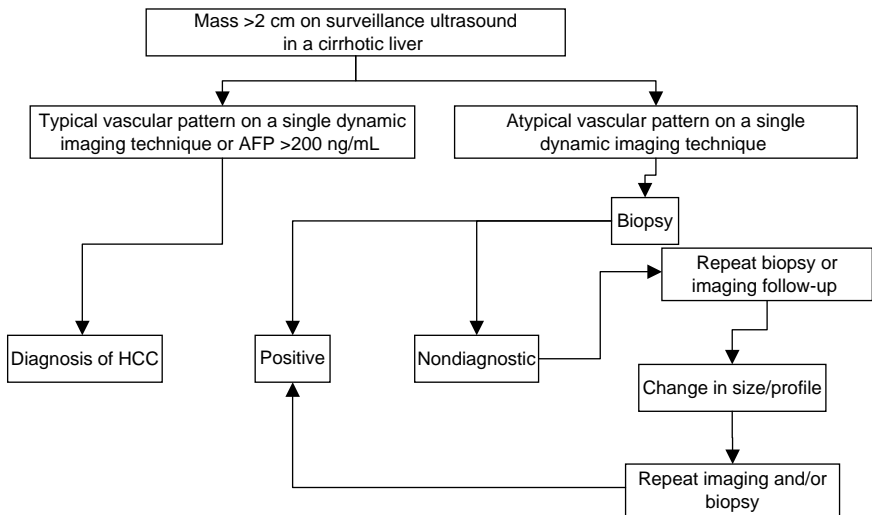 Mass >2 cm on surveillance ultrasound
in a cirrhotic liver
Typical vascular pattern on a single dynamic
imaging technique or AFP >200 ng/mL
Atypical vascular pattern on a single
dynamic imaging technique
Biopsy
Repeat biopsy or
imaging follow-up
Diagnosis of HCC
Positive
Nondiagnostic
Change in size/profile
Repeat imaging and/or
biopsy